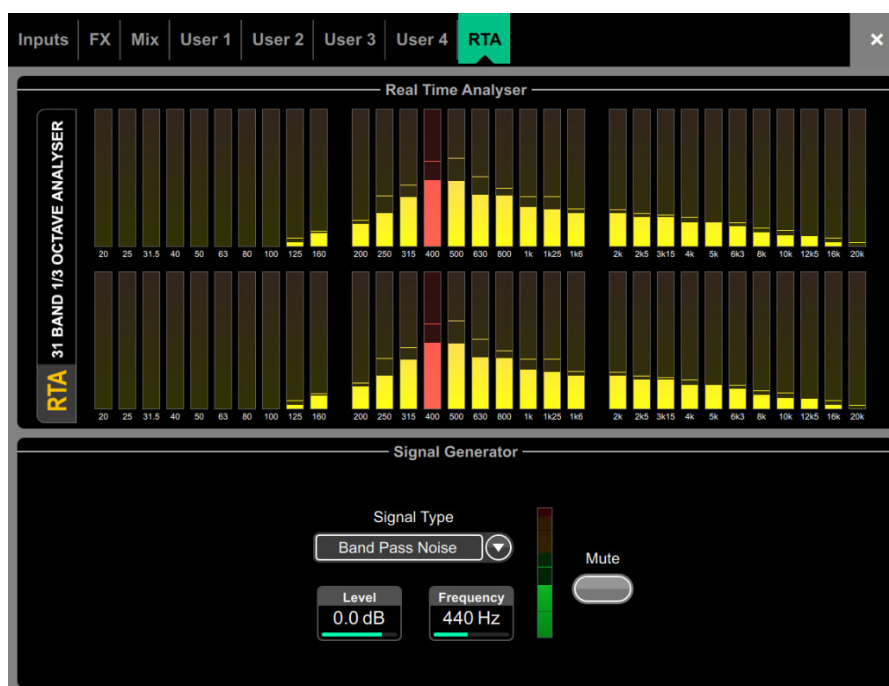 Inputs FX Mix User 1 User 2 User 3 User 4 RTA ×
Real Time Analyser
RTA 31 BAND 1/3 OCTAVE ANALYSER
20 25 31.5 40 50 63 80 100 125 160 200 250 315 400 500 630 800 1k 1k25 1k6 2k 2k5 3k15 4k 5k 6k3 8k 10k 12k5 16k 20k
20 25 31.5 40 50 63 80 100 125 160 200 250 315 400 500 630 800 1k 1k25 1k6 2k 2k5 3k15 4k 5k 6k3 8k 10k 12k5 16k 20k
Signal Generator
Signal Type
Band Pass Noise
Mute
Level Frequency
0.0 dB 440 Hz